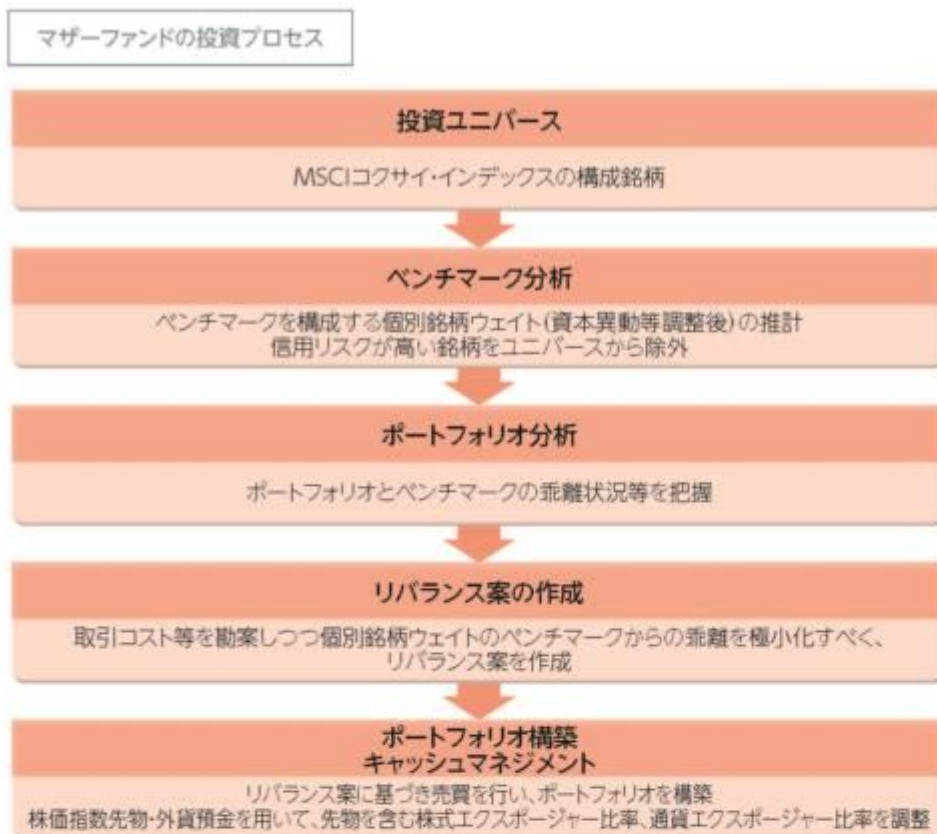 マザーファンドの投資プロセス
投資ユニバース
MSCIコクサイ・インデックスの構成銘柄
ベンチマーク分析
ベンチマークを構成する個別銘柄ウェイト(資本異動等調整後)の推計
信用リスクが高い銘柄をユニバースから除外
ポートフォリオ分析
ポートフォリオとベンチマークの乖離状況等を把握
リバランス案の作成
取引コスト等を勘案しつつ個別銘柄ウェイトのベンチマークからの乖離を極小化すべく、
リバランス案を作成
ポートフォリオ構築
キャッシュマネジメント
リバランス案に基づき売買を行い、ポートフォリオを構築
株価指数先物・外貨預金を用いて、先物を含む株式エクスポージャー比率、通貨エクスポージャー比率を調整